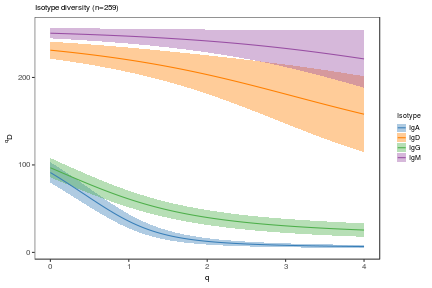 Isotype diversity (n=259)
200
100
0
qD
0
1
2
3
4
q
Isotype
IgA
IgD
IgG
IgM